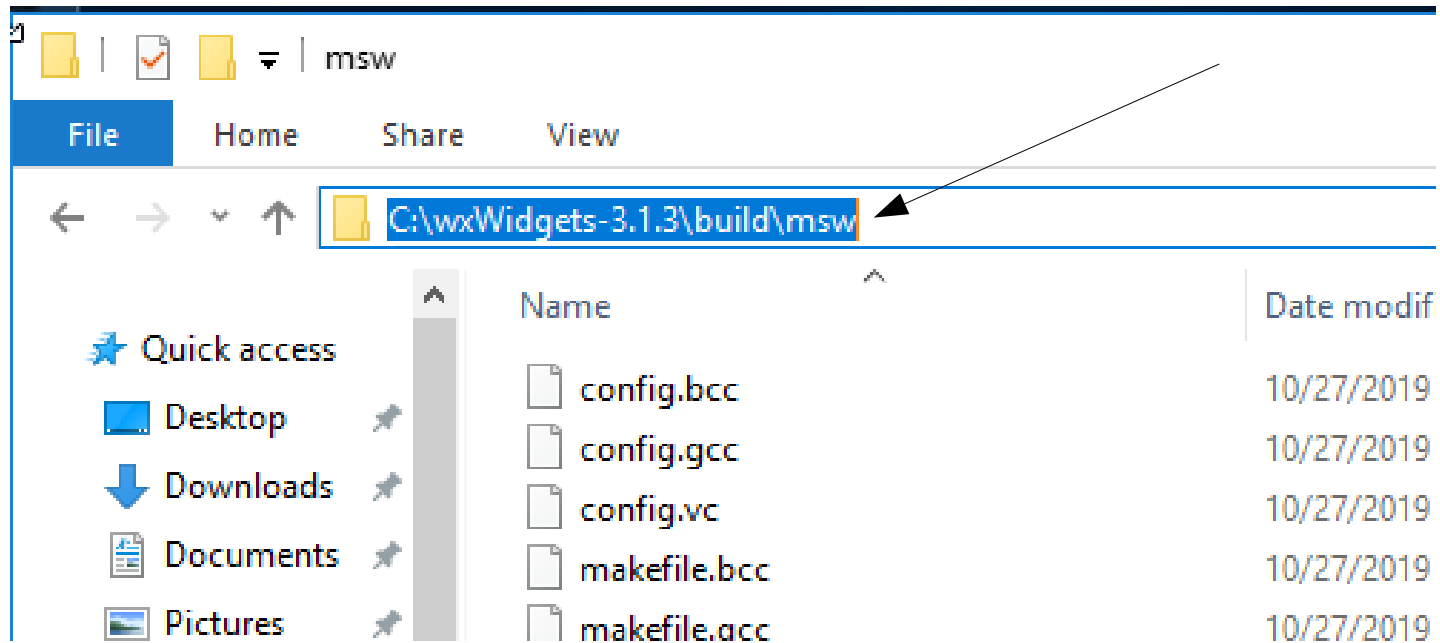 msw
File Home Share View
C:\wxWidgets-3.1.3\build\msw
Name Date modif
Quick access
config.bcc 10/27/2019
Desktop
config.gcc 10/27/2019
Downloads
config.vc 10/27/2019
Documents
makefile.bcc 10/27/2019
Pictures
makefile.gcc 10/27/2019